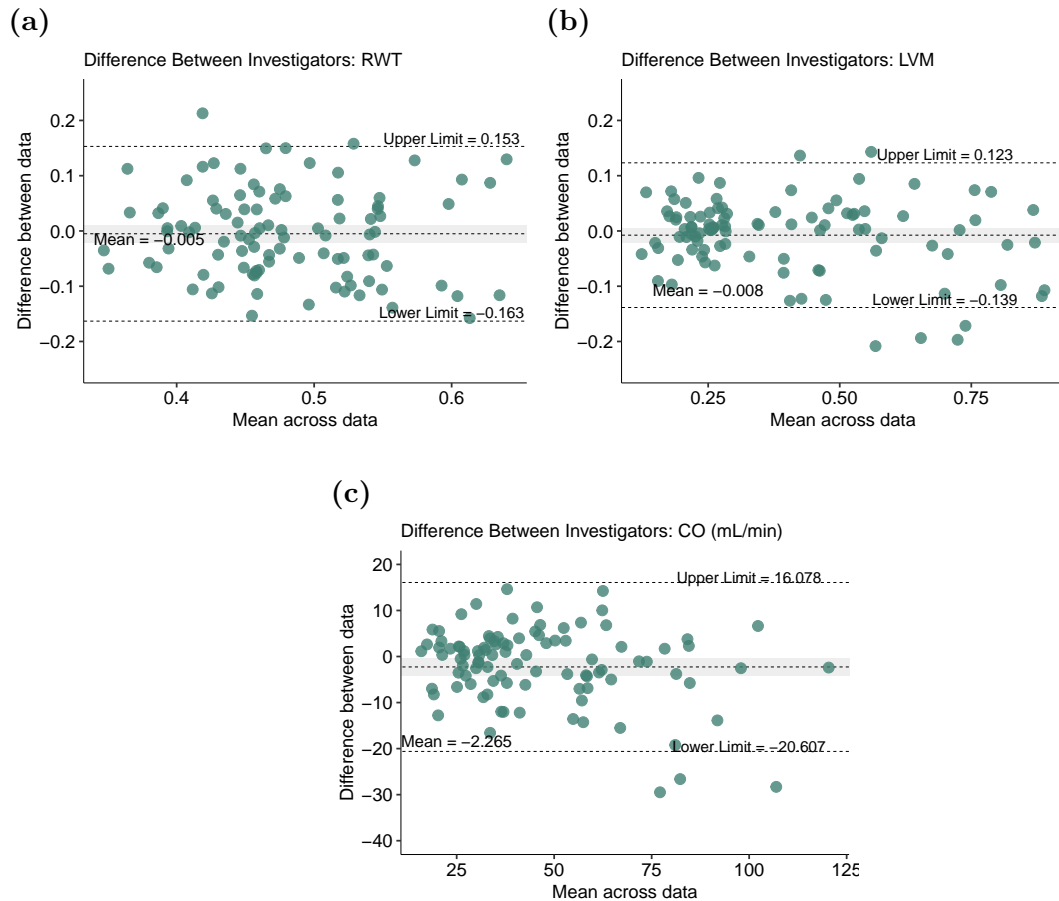 (a)
Difference Between Investigators: RWT
Difference between data
0.2
0.1
0.0
−0.1
−0.2
Upper Limit = 0.153
Mean = −0.005
Lower Limit = −0.163
0.4 0.5 0.6
Mean across data
(b)
Difference Between Investigators: LVM
Difference between data
0.2
0.1
0.0
−0.1
−0.2
Upper Limit = 0.123
Mean = −0.008
Lower Limit = −0.139
0.25 0.50 0.75
Mean across data
(c)
Difference Between Investigators: CO (mL/min)
Difference between data
20
10
0
−10
−20
−30
−40
Upper Limit = 16.078
Mean = −2.265
Lower Limit = −20.607
25 50 75 100 125
Mean across data